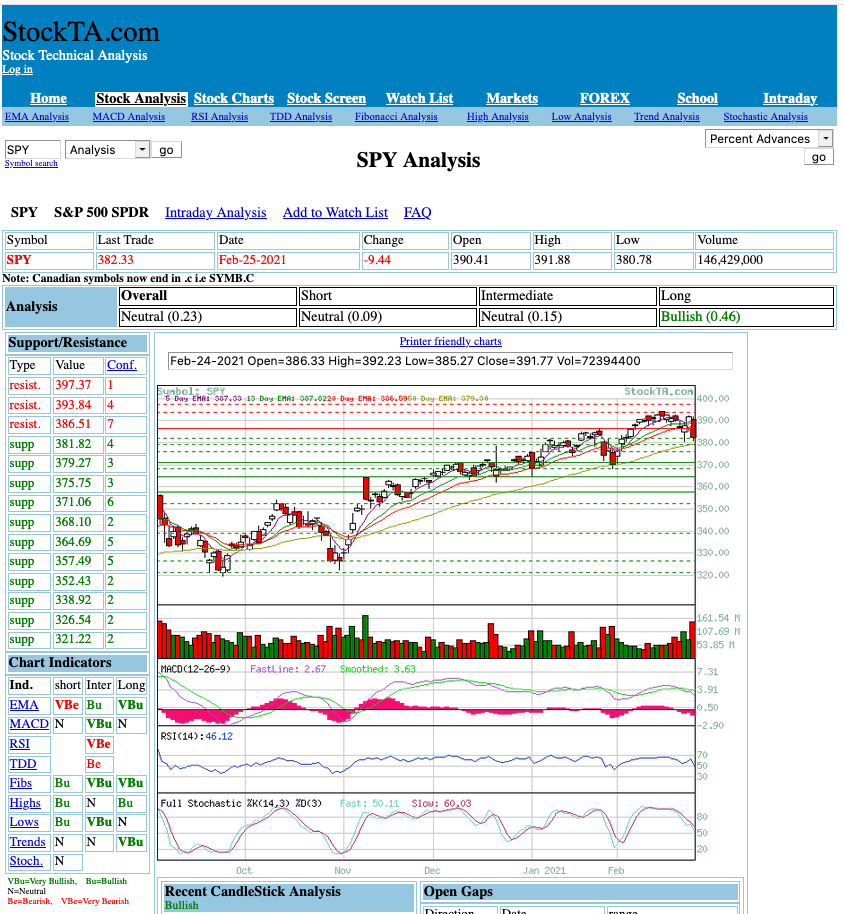 StockTA.com
Stock Technical Analysis
Log in
Home Stock Analysis Stock Charts Stock Screen Watch List Markets FOREX School Intraday
EMA Analysis MACD Analysis RSI Analysis TDD Analysis Fibonacci Analysis High Analysis Low Analysis Trend Analysis Stochastic Analysis
SPY Analysis go
Symbol search
SPY Analysis
Percent Advances
go
SPY S&P 500 SPDR Intraday Analysis Add to Watch List FAQ
Symbol Last Trade Date Change Open High Low Volume
SPY 382.33 Feb-25-2021 -9.44 390.41 391.88 380.78 146,429,000
Note: Canadian symbols now end in .c i.e SYMB.C
Analysis
Overall Short Intermediate Long
Neutral (0.23) Neutral (0.09) Neutral (0.15) Bullish (0.46)
Support/Resistance
Type Value Conf.
resist. 397.37 1
resist. 393.84 4
resist. 386.51 7
supp 381.82 4
supp 379.27 3
supp 375.75 3
supp 371.06 6
supp 368.10 2
supp 364.69 5
supp 357.49 5
supp 352.43 2
supp 338.92 2
supp 326.54 2
supp 321.22 2
Chart Indicators
Ind. short Inter Long
EMA VBe Bu VBu
MACD N VBu N
RSI VBe
TDD Be
Fibs Bu VBu VBu
Highs Bu N Bu
Lows Bu VBu N
Trends N N VBu
Stoch. N
VBu=Very Bullish, Bu=Bullish
N=Neutral
Be=Bearish, VBe=Very Bearish
Printer friendly charts
Feb-24-2021 Open=386.33 High=392.23 Low=385.27 Close=391.77 Vol=72394400
Symbol: SPY StockTA.com
5 Day EMA: 387.33 13 Day EMA: 387.82 20 Day EMA: 386.59 50 Day EMA: 379.30
400.00
390.00
380.00
370.00
360.00
350.00
340.00
330.00
320.00
161.54 M
107.69 M
53.85 M
MACD(12-26-9) FastLine: 2.67 Smoothed: 3.63
7.31
3.91
0.50
-2.90
RSI(14):46.12
70
50
30
Full Stochastic %K(14,3) %D(3) Fast: 50.11 Slow: 60.03
80
50
20
Oct Nov Dec Jan 2021 Feb
Recent CandleStick Analysis
Bullish
Open Gaps
Direction Date range